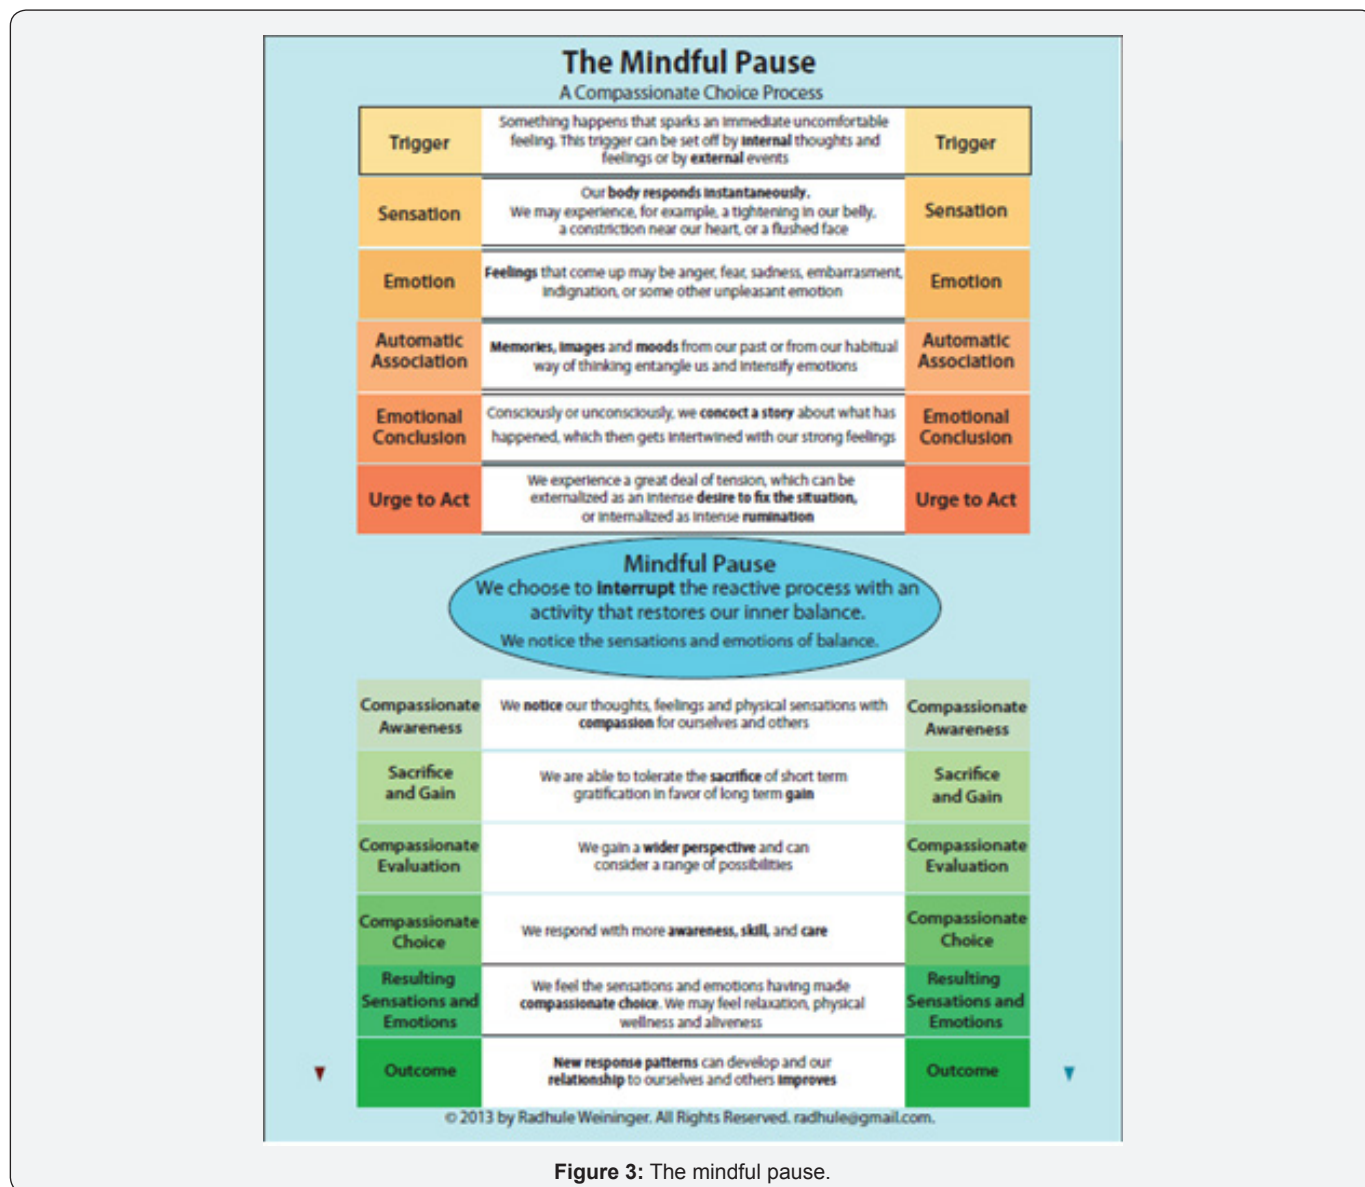 The Mindful Pause
A Compassionate Choice Process
Trigger
Something happens that sparks an immediate uncomfortable
feeling. This trigger can be set off by internal thoughts and
feelings or by external events
Trigger
Sensation
Our body responds instantaneously.
We may experience, for example, a tightening in our belly,
a constriction near our heart, or a flushed face
Sensation
Emotion
Feelings that come up may be anger, fear, sadness, embarrasment,
indignation, or some other unpleasant emotion
Emotion
Automatic
Association
Memories, images and moods from our past or from our habitual
way of thinking entangle us and intensify emotions
Automatic
Association
Emotional
Conclusion
Consciously or unconsciously, we concoct a story about what has
happened, which then gets intertwined with our strong feelings
Emotional
Conclusion
Urge to Act
We experience a great deal of tension, which can be
externalized as an intense desire to fix the situation,
or internalized as intense rumination
Urge to Act
Mindful Pause
We choose to interrupt the reactive process with an
activity that restores our inner balance.
We notice the sensations and emotions of balance.
Compassionate
Awareness
We notice our thoughts, feelings and physical sensations with
compassion for ourselves and others
Compassionate
Awareness
Sacrifice
and Gain
We are able to tolerate the sacrifice of short term
gratification in favor of long term gain
Sacrifice
and Gain
Compassionate
Evaluation
We gain a wider perspective and can
consider a range of possibilities
Compassionate
Evaluation
Compassionate
Choice
We respond with more awareness, skill, and care
Compassionate
Choice
Resulting
Sensations and
Emotions
We feel the sensations and emotions having made
compassionate choice. We may feel relaxation, physical
wellness and aliveness
Resulting
Sensations and
Emotions
Outcome
New response patterns can develop and our
relationship to ourselves and others improves
Outcome
© 2013 by Radhule Weininger. All Rights Reserved. radhule@gmail.com.
Figure 3: The mindful pause.